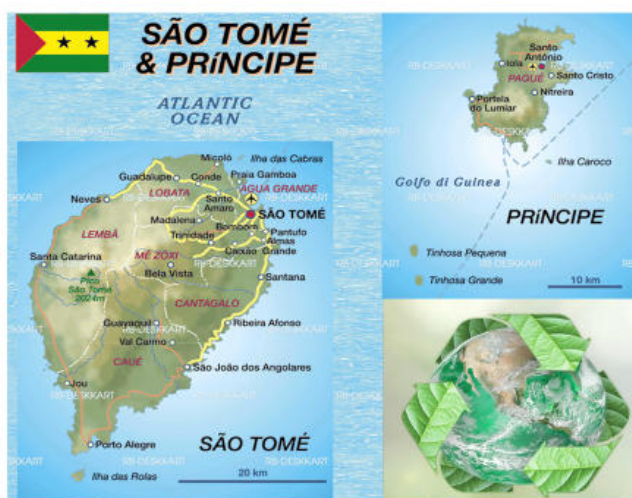 SÃO TOMÉ
& PRíNCIPE
ATLANTIC
OCEAN
Micoló
Ilha das Cabras
Guadalupe
Conde
Praia Gamboa
LOBATA
ÁGUA GRANDE
Neves
Santo
Amaro
SÃO TOMÉ
Madalena
Bombom
Pantufo
LEMBÁ
Trinidade
Almas
Caixão Grande
Santa Catarina
MÉ ZÓXI
Bela Vista
Santana
Pico
São Tomé
2024m
CANTAGALO
Guayaquil
Ribeira Afonso
Val Carmo
CAUÉ
São João dos Angolares
Jou
Porto Alegre
SÃO TOMÉ
Ilha das Rolas
20 km
Santo
António
Iola
PAGUÉ
Santo Cristo
Nitreira
Portela
do Lumiar
Ilha Caroco
Golfo di Guinea
PRíNCIPE
Tinhosa Pequena
Tinhosa Grande
10 km
RB-DESKKART